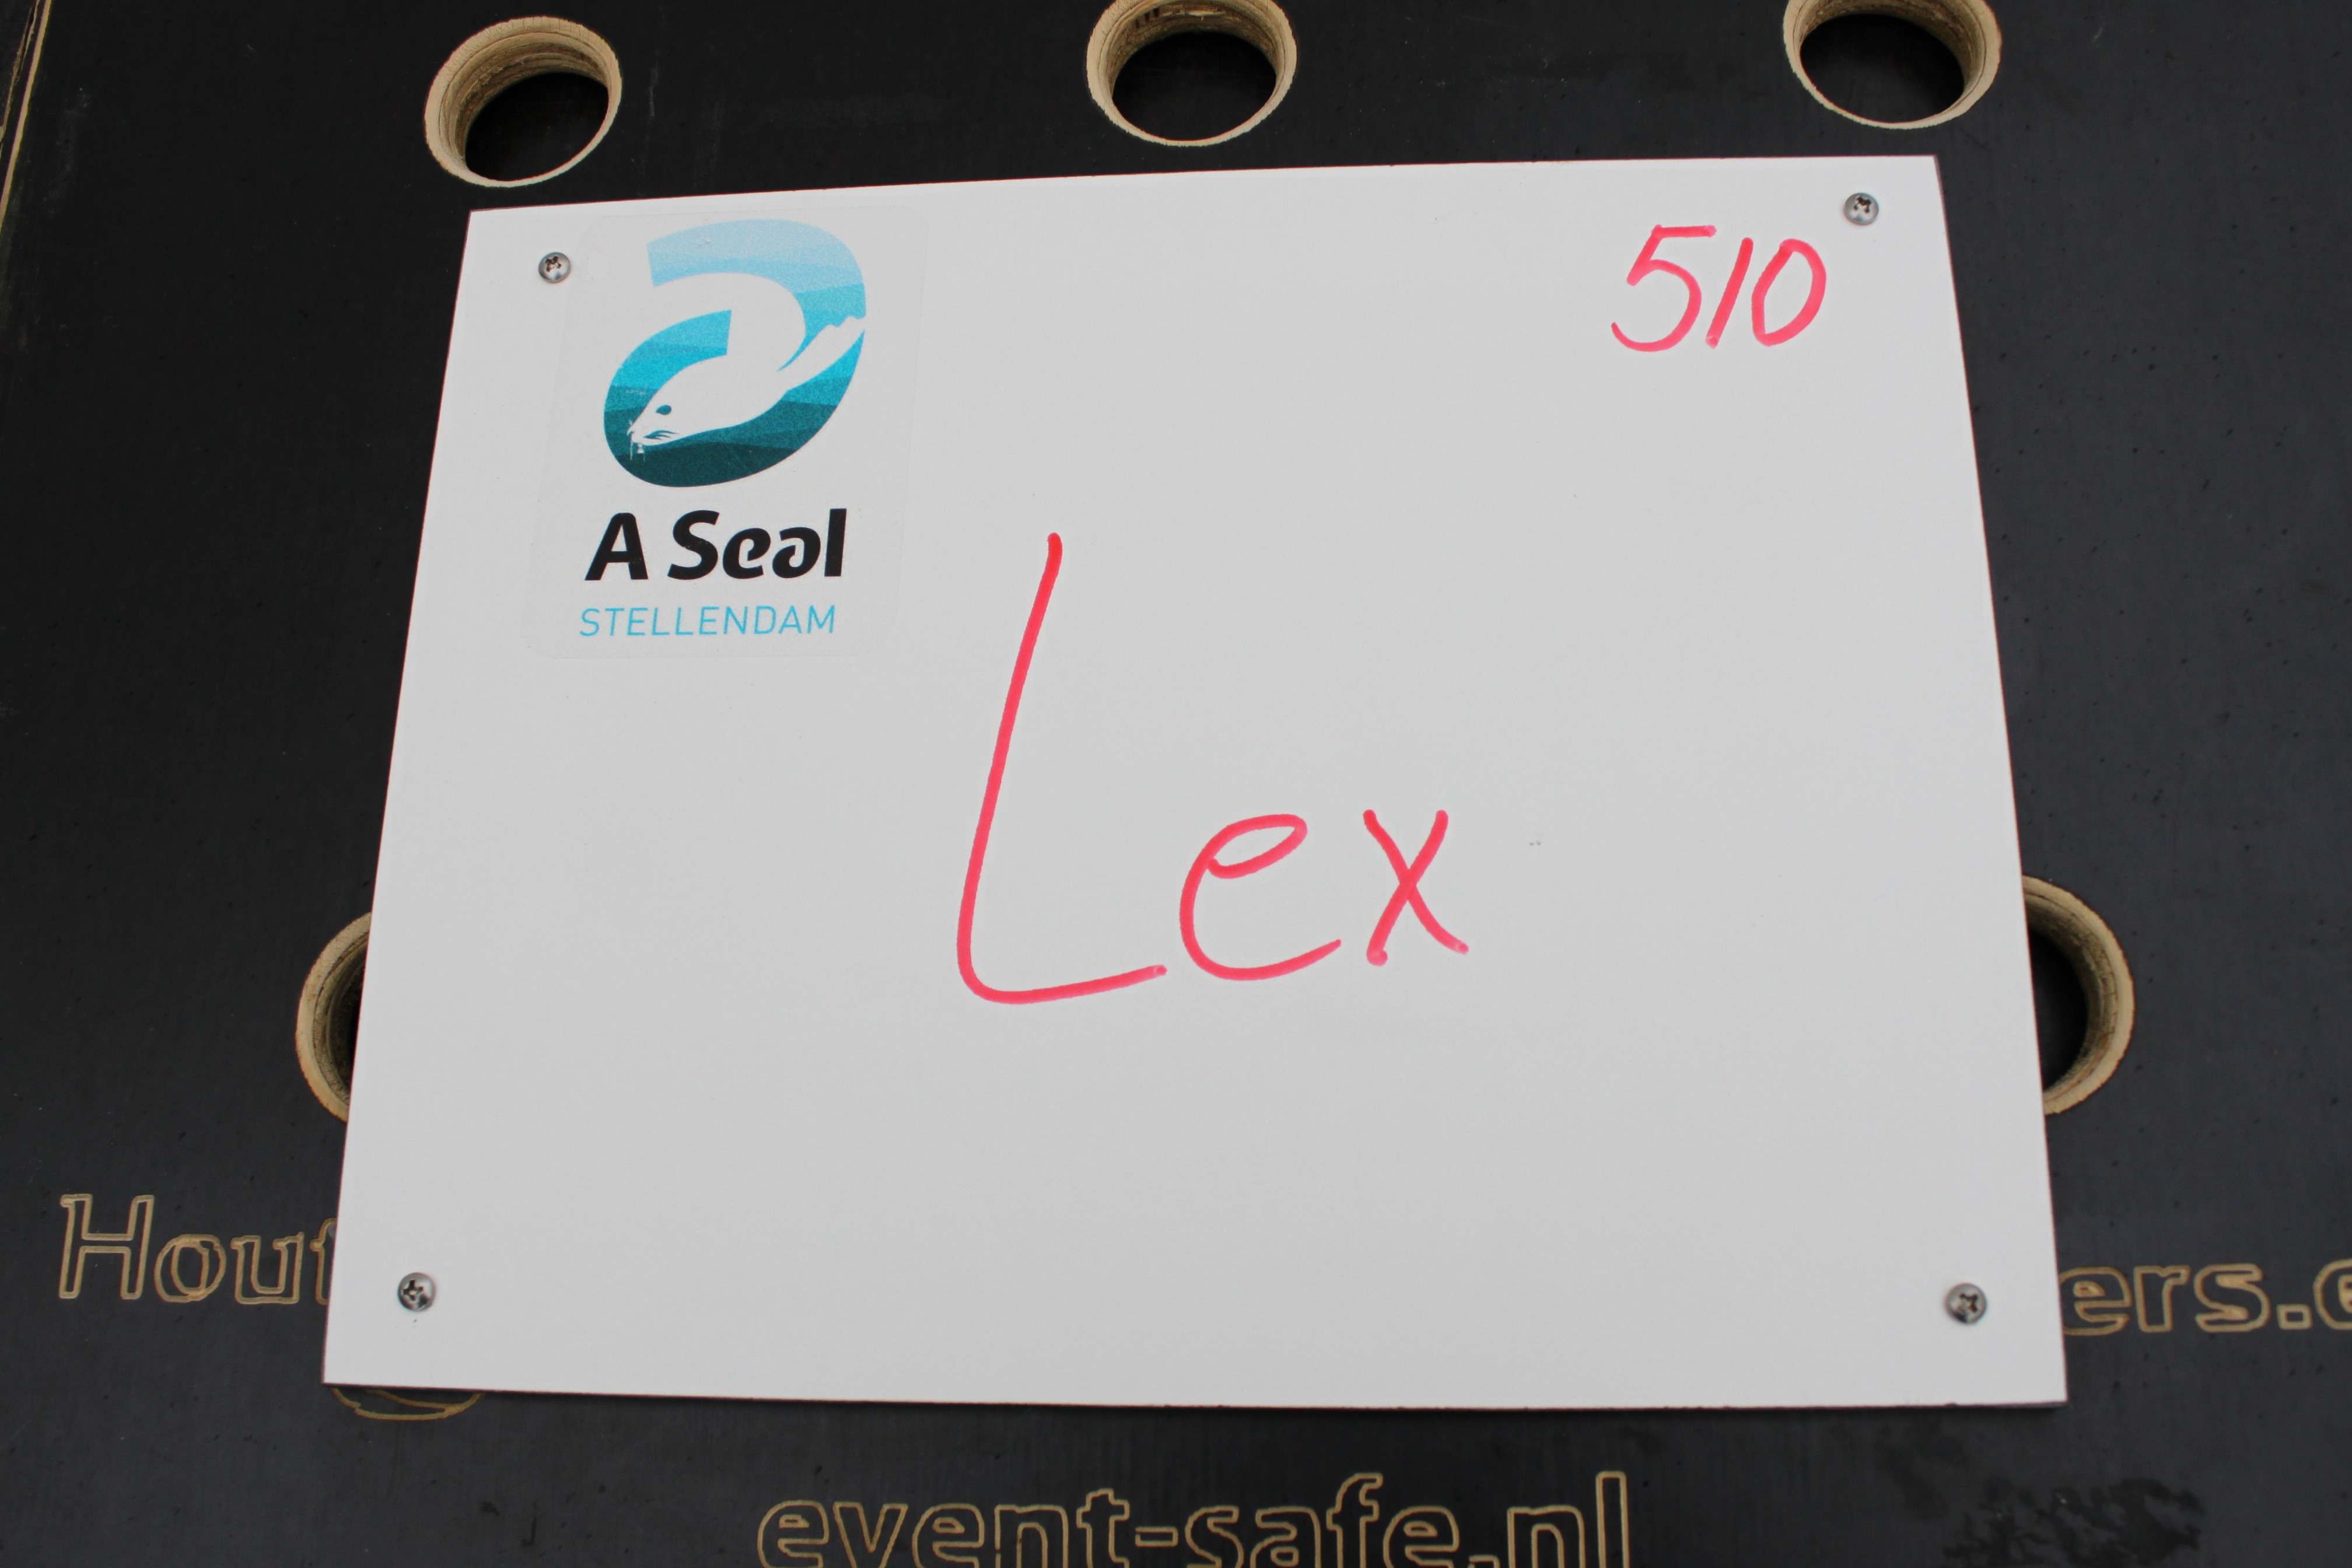 510
A Seal
STELLENDAM
Lex
event-safe.nl